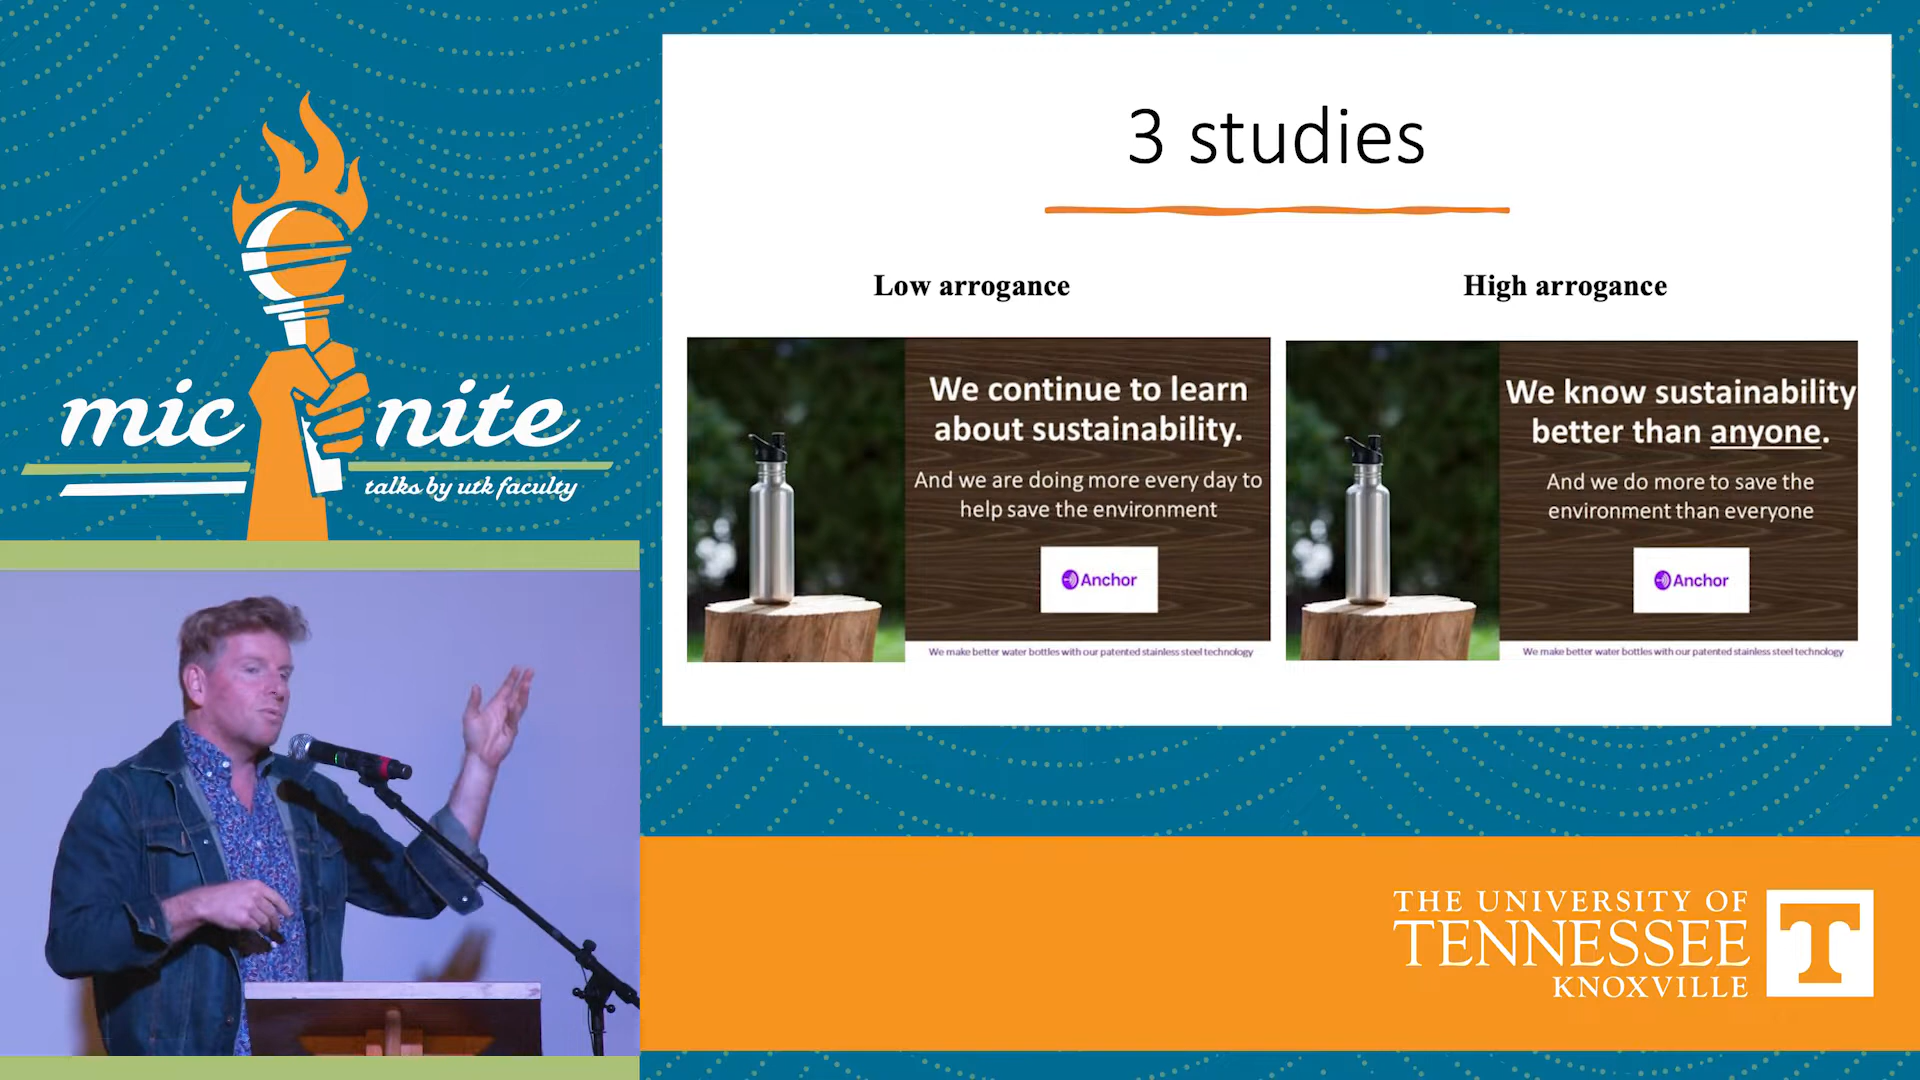 mic nite
talks by utk faculty
3 studies
Low arrogance
High arrogance
We continue to learn
about sustainability.
And we are doing more every day to
help save the environment
Anchor
We make better water bottles with our patented stainless steel technology
We know sustainability
better than anyone.
And we do more to save the
environment than everyone
Anchor
We make better water bottles with our patented stainless steel technology
THE UNIVERSITY OF
TENNESSEE
KNOXVILLE
T